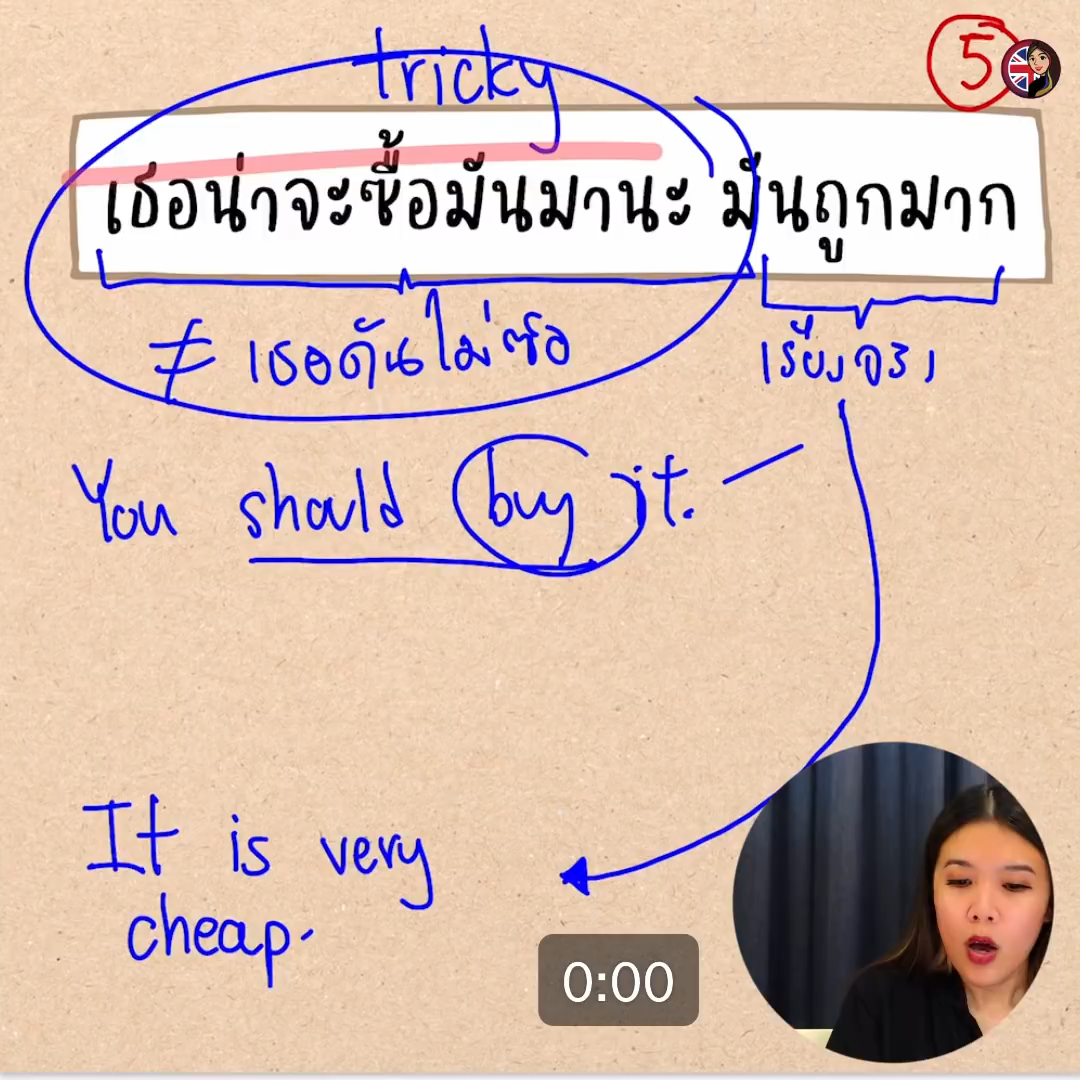 tricky
5
เธอน่าจะซื้อมันมานะ มันถูกมาก
≠ เธอดันไม่ซื้อ
เรื่องจริง
You should buy it.
It is very
cheap.
0:00